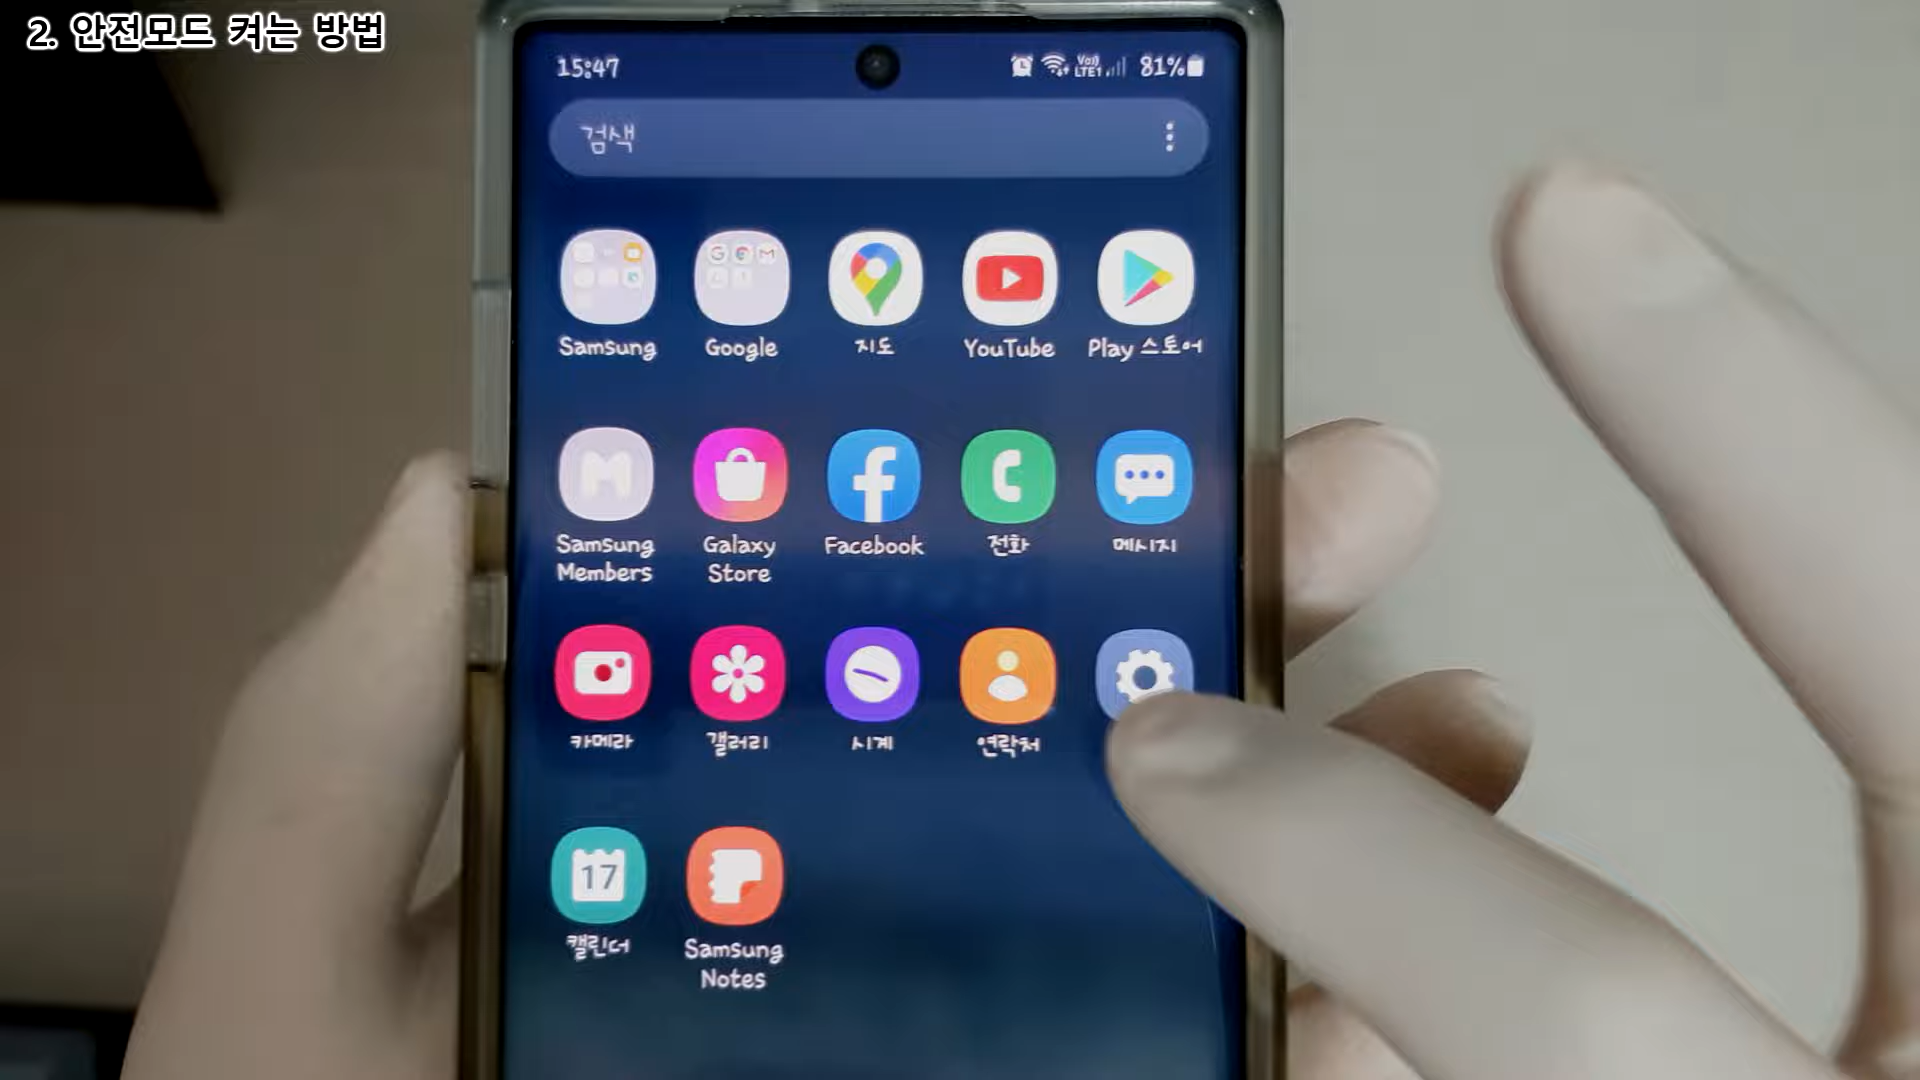 2. 안전모드 켜는 방법
15:47
Vo))
LTE1
81%
검색
Samsung
Google
지도
YouTube
Play 스토어
Samsung
Members
Galaxy
Store
Facebook
전화
메시지
카메라
갤러리
시계
연락처
17
캘린더
Samsung
Notes